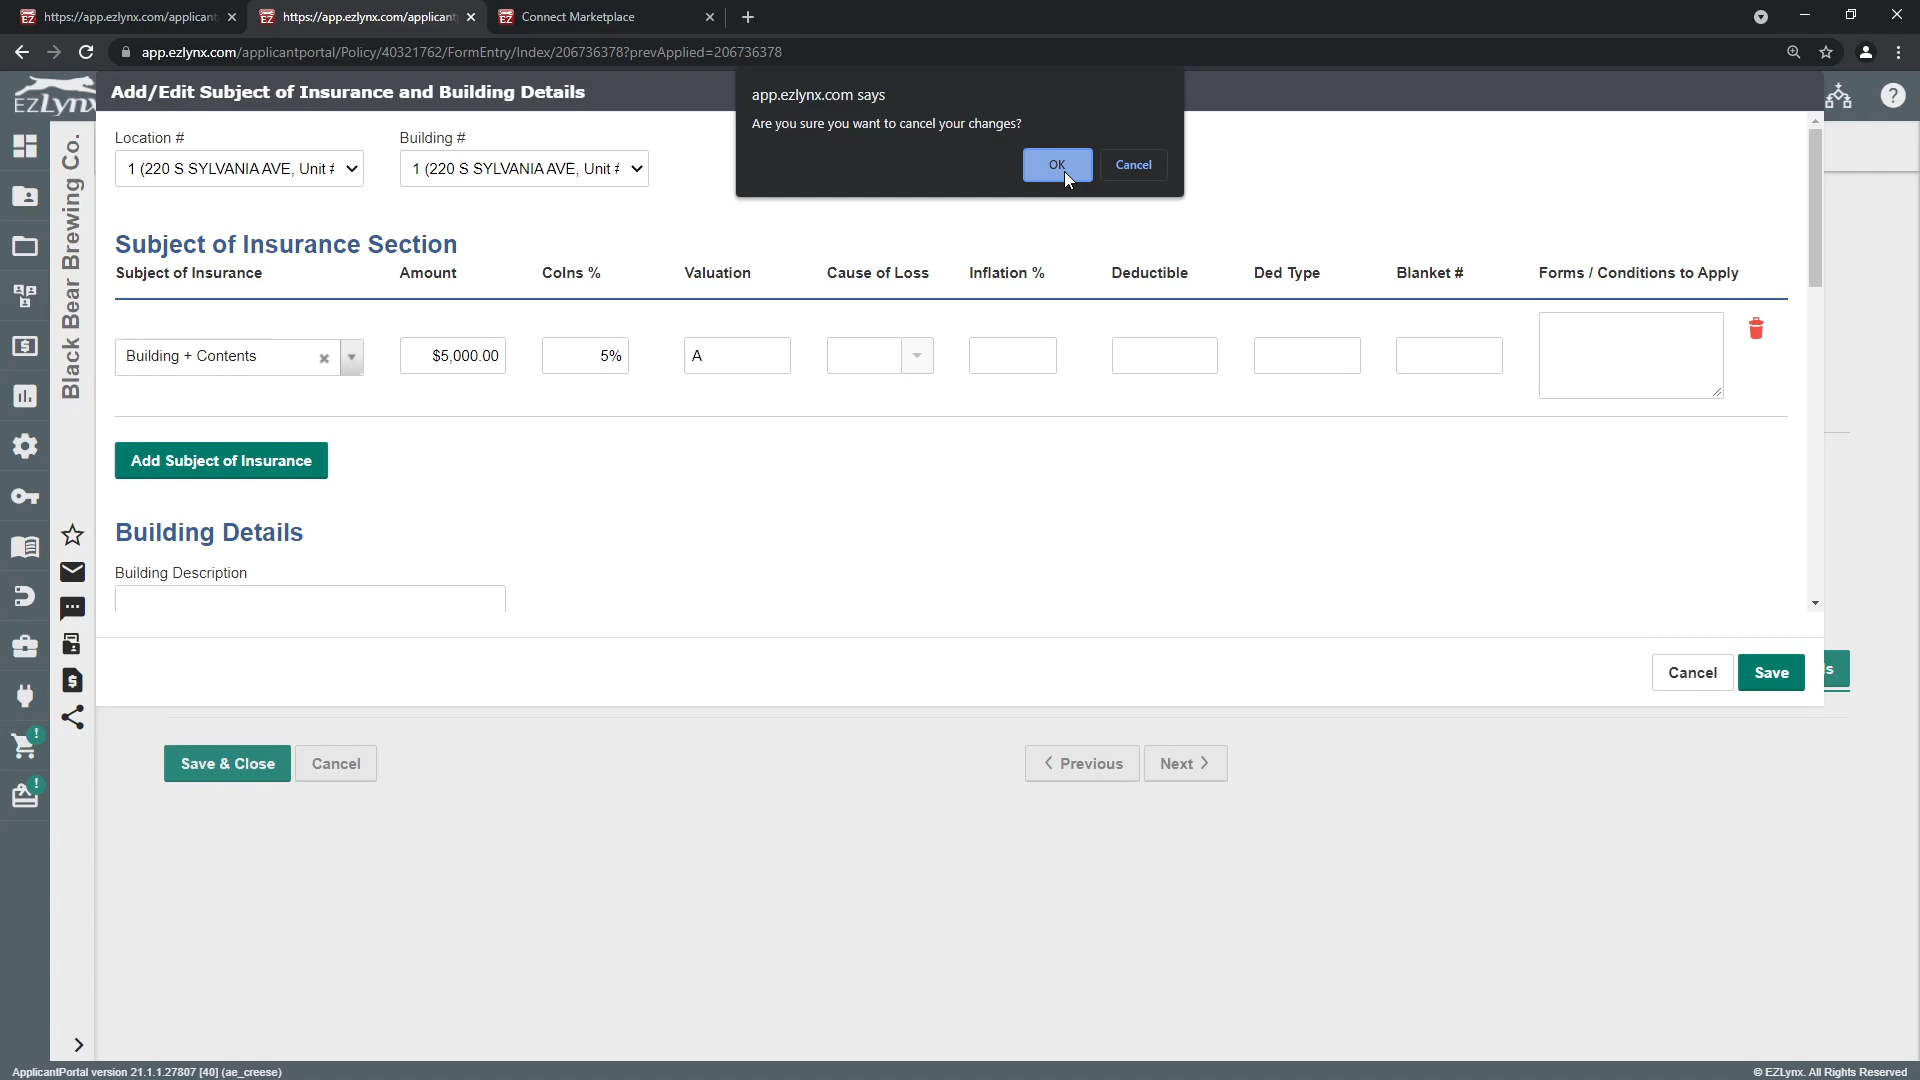 https://app.ezlynx.com/applicant
https://app.ezlynx.com/applicant
Connect Marketplace
app.ezlynx.com/applicantportal/Policy/40321762/FormEntry/Index/206736378?prevApplied=206736378
EZLynx
Add/Edit Subject of Insurance and Building Details
app.ezlynx.com says
Are you sure you want to cancel your changes?
OK
Cancel
Black Bear Brewing Co.
Location #
Building #
1 (220 S SYLVANIA AVE, Unit #
1 (220 S SYLVANIA AVE, Unit #
Subject of Insurance Section
Subject of Insurance Amount CoIns % Valuation Cause of Loss Inflation % Deductible Ded Type Blanket # Forms / Conditions to Apply
Building + Contents $5,000.00 5% A
Add Subject of Insurance
Building Details
Building Description
Cancel
Save
s
Save & Close
Cancel
Previous
Next
ApplicantPortal version 21.1.1.27807 [40] (ae_creese)
© EZLynx. All Rights Reserved